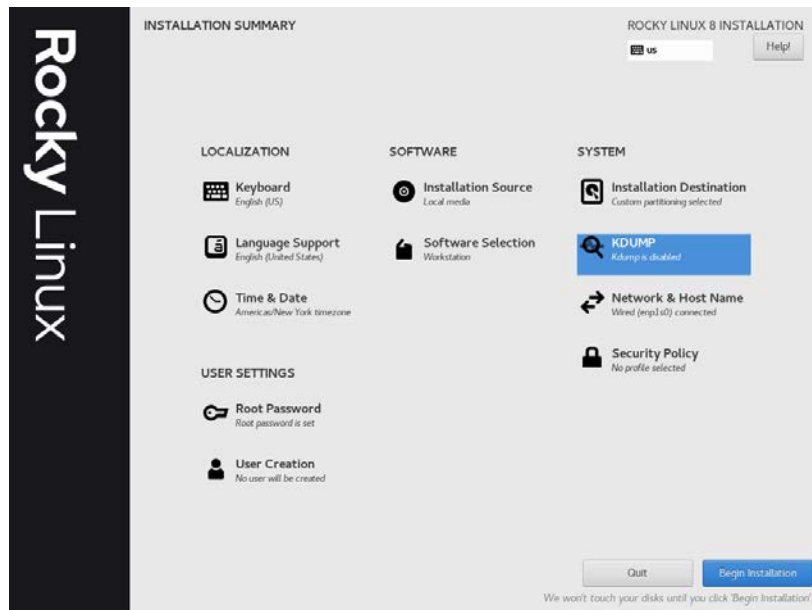 Rocky Linux
INSTALLATION SUMMARY
ROCKY LINUX 8 INSTALLATION
us
Help!
LOCALIZATION
Keyboard
English (US)
Language Support
English (United States)
Time & Date
Americas/New York timezone
USER SETTINGS
Root Password
Root password is set
User Creation
No user will be created
SOFTWARE
Installation Source
Local media
Software Selection
Workstation
SYSTEM
Installation Destination
Custom partitioning selected
KDUMP
Kdump is disabled
Network & Host Name
Wired (enp1s0) connected
Security Policy
No profile selected
Quit
Begin Installation
We won't touch your disks until you click 'Begin Installation'.